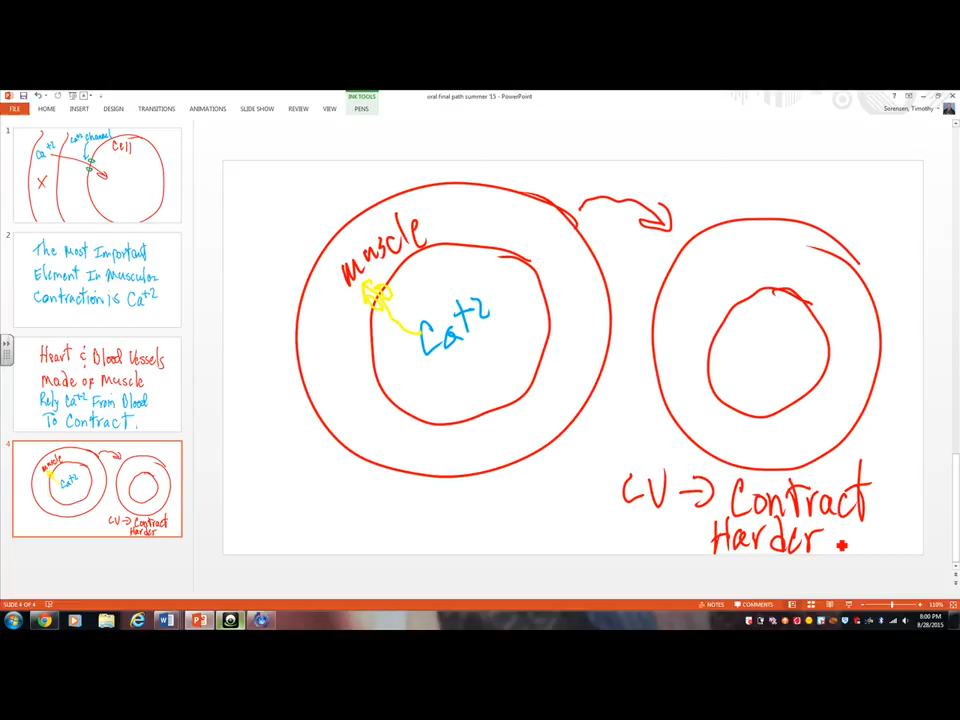 oral final path summer '15 - PowerPoint
INK TOOLS
FILE HOME INSERT DESIGN TRANSITIONS ANIMATIONS SLIDE SHOW REVIEW VIEW PENS
Sorensen, Timothy
1
Ca+2 channel
Ca+2
Cell
X
2
The Most Important
Element In Muscular
Contraction is Ca+2
Heart & Blood Vessels
Made of Muscle
Rely Ca+2 From Blood
To Contract.
4
muscle
Ca+2
CV → Contract
Harder
muscle
Ca+2
CV → Contract
Harder
SLIDE 4 OF 4
NOTES
COMMENTS
110%
8:00 PM
8/28/2015